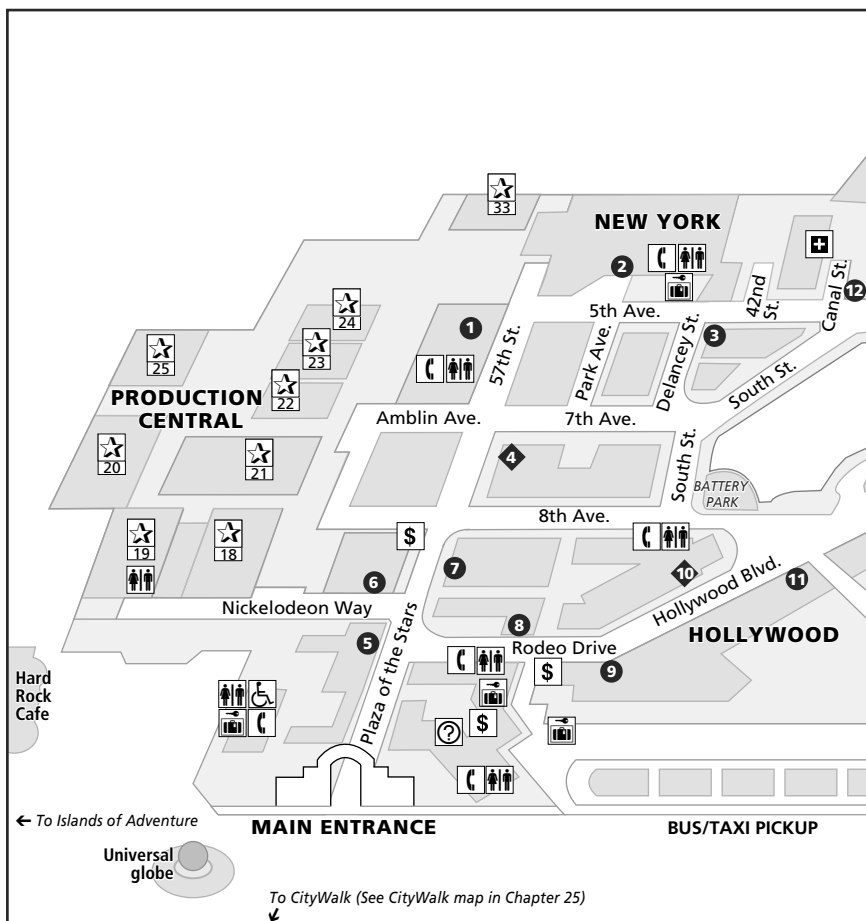 33
NEW YORK
2
42nd
St.
Canal St.
12
5th Ave.
24
1
57th St.
Park Ave.
Delancey St.
3
23
25
South St.
22
PRODUCTION
CENTRAL
Amblin Ave.
7th Ave.
20
21
4
South St.
BATTERY
PARK
8th Ave.
$
19
18
6
7
10
Hollywood Blvd.
11
Nickelodeon Way
Plaza of the Stars
5
8
Rodeo Drive
HOLLYWOOD
$
9
Hard
Rock
Cafe
?
$
← To Islands of Adventure
MAIN ENTRANCE
BUS/TAXI PICKUP
Universal
globe
To CityWalk (See CityWalk map in Chapter 25)